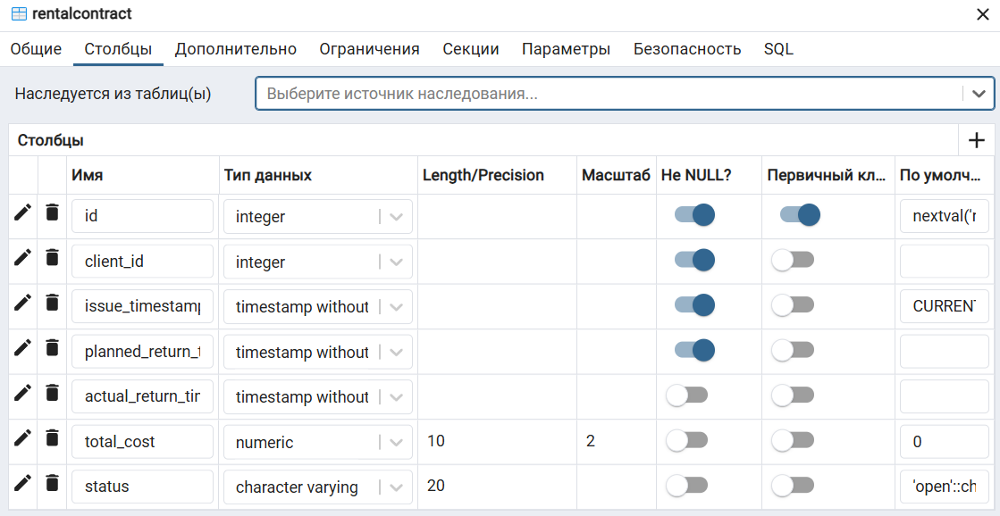 rentalcontract
Общие Столбцы Дополнительно Ограничения Секции Параметры Безопасность SQL
Наследуется из таблиц(ы) Выберите источник наследования...
Столбцы
Имя Тип данных Length/Precision Масштаб Не NULL? Первичный кл... По умолч...
id integer nextval('r
client_id integer
issue_timestamp timestamp without CURRENT
planned_return_t timestamp without
actual_return_tim timestamp without
total_cost numeric 10 2 0
status character varying 20 'open'::ch